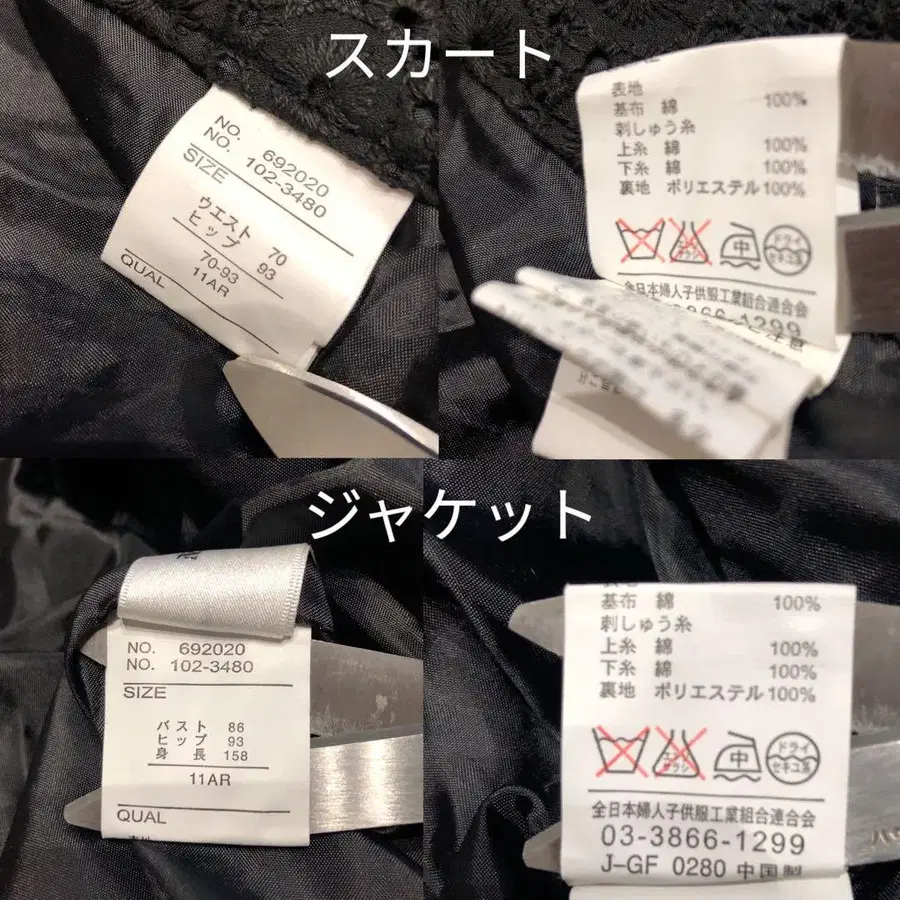 スカート
NO. 692020
NO. 102-3480
SIZE
ウエスト 70
ヒップ 93
70-93
11AR
QUAL
表地
基布 綿 100%
刺しゅう糸
上糸 綿 100%
下糸 綿 100%
裏地 ポリエステル 100%
中
ドライ
セキユ系
全日本婦人子供服工業組合連合会
3866-1299
注意
ジャケット
NO. 692020
NO. 102-3480
SIZE
バスト 86
ヒップ 93
身長 158
11AR
QUAL
基布 綿 100%
刺しゅう糸
上糸 綿 100%
下糸 綿 100%
裏地 ポリエステル 100%
中
ドライ
セキユ系
全日本婦人子供服工業組合連合会
03-3866-1299
J-GF 0280 中国製